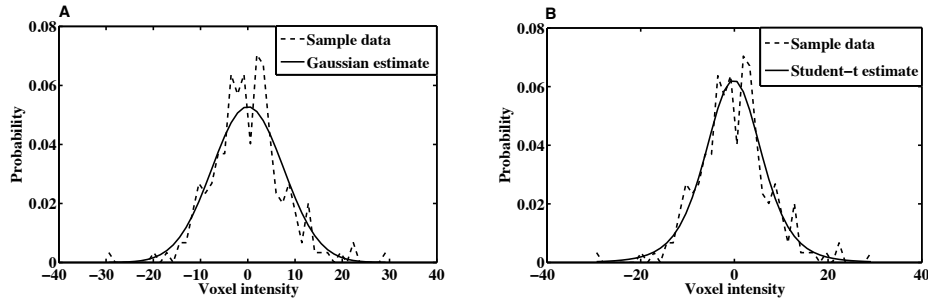 A
0.08
0.06
0.04
0.02
0
−40
−30
−20
−10
0
10
20
30
40
Probability
Voxel intensity
Sample data
Gaussian estimate
B
0.08
0.06
0.04
0.02
0
−40
−20
0
20
40
Probability
Voxel intensity
Sample data
Student−t estimate